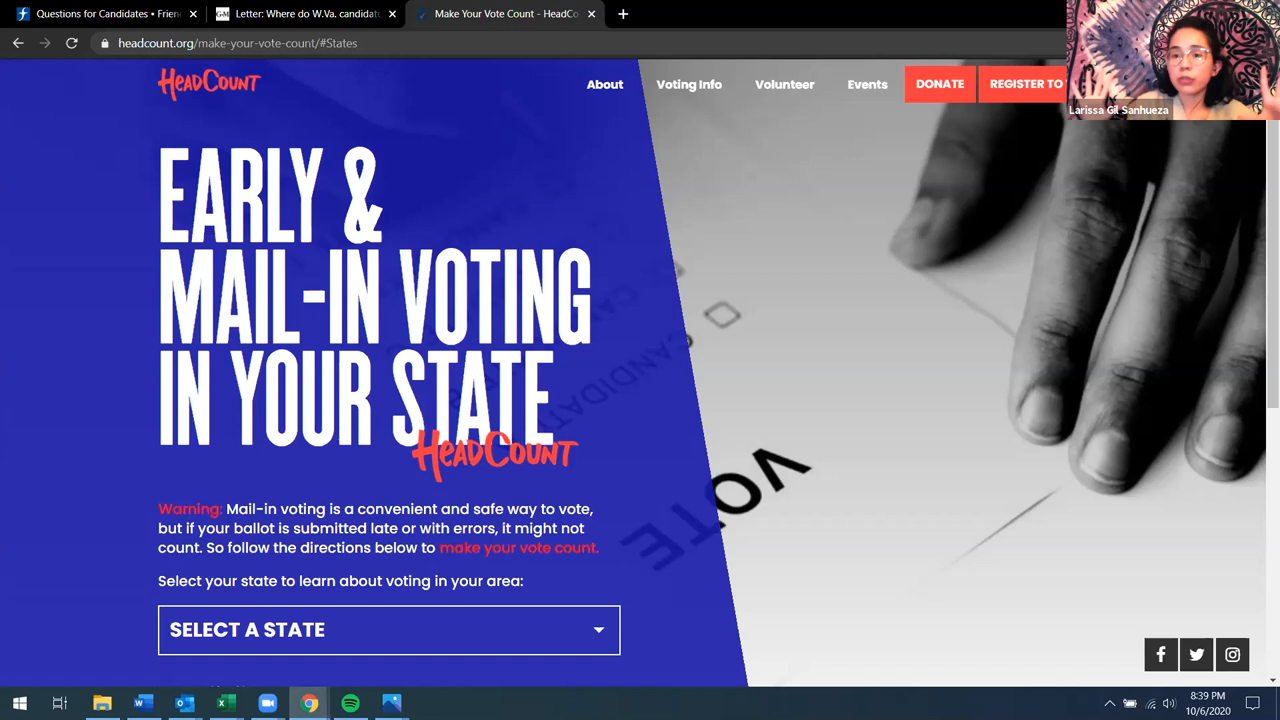 Questions for Candidates • Frien
Letter: Where do W.Va. candidate
Make Your Vote Count - HeadCo
headcount.org/make-your-vote-count/#States
HEADCOUNT
About
Voting Info
Volunteer
Events
DONATE
REGISTER TO
Larissa Gil Sanhueza
EARLY &
MAIL-IN VOTING
IN YOUR STATE
HEADCOUNT
VOTE
Warning: Mail-in voting is a convenient and safe way to vote,
but if your ballot is submitted late or with errors, it might not
count. So follow the directions below to make your vote count.
Select your state to learn about voting in your area:
SELECT A STATE
8:39 PM
10/6/2020